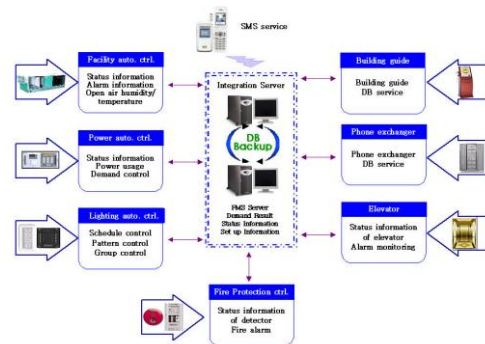 SMS service
Facility auto. ctrl.
Status information
Alarm information
Open air humidity/
temperature
Power auto. ctrl.
Status information
Power usage
Demand control
Lighting auto. ctrl.
Schedule control
Pattern control
Group control
Integration Server
DB
Backup
FMS Server
Demand Result
Status Information
Set up Information
Building guide
Building guide
DB service
Phone exchanger
Phone exchanger
DB service
Elevator
Status information
of elevator
Alarm monitoring
Fire Protection ctrl.
Status information
of detector
Fire alarm